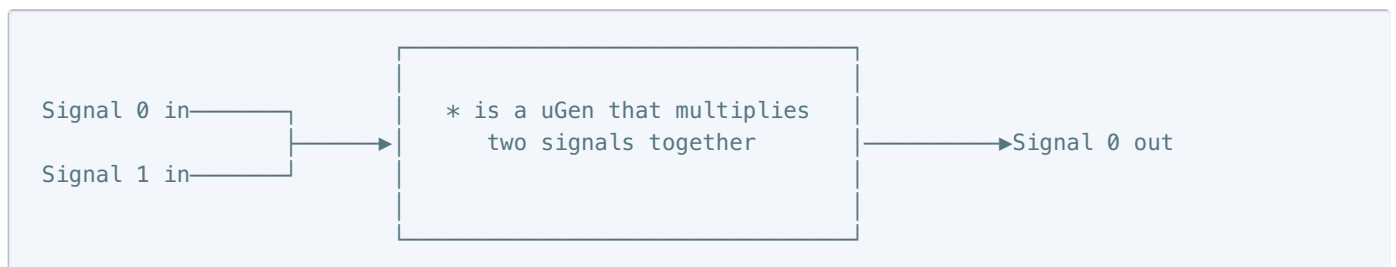 Signal 0 in
* is a uGen that multiplies
two signals together
Signal 0 out
Signal 1 in